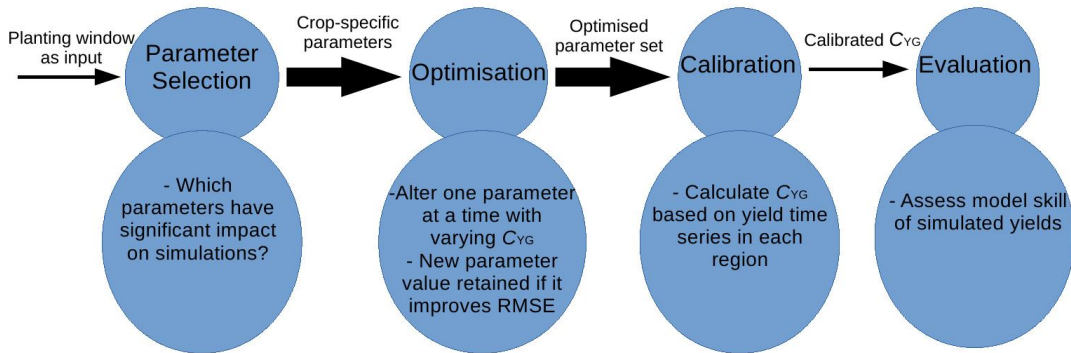 Planting window
as input
Parameter
Selection
Crop-specific
parameters
Optimisation
Optimised
parameter set
Calibration
Calibrated CYG
Evaluation
- Which
parameters have
significant impact
on simulations?
-Alter one parameter
at a time with
varying CYG
- New parameter
value retained if it
improves RMSE
- Calculate CYG
based on yield time
series in each
region
- Assess model skill
of simulated yields